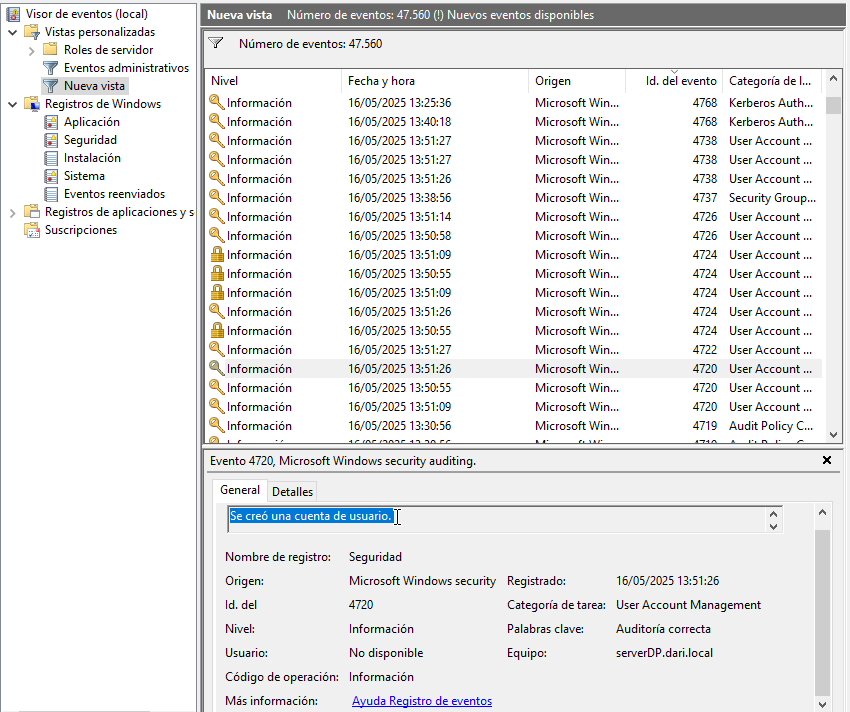 Visor de eventos (local)
Vistas personalizadas
Roles de servidor
Eventos administrativos
Nueva vista
Registros de Windows
Aplicación
Seguridad
Instalación
Sistema
Eventos reenviados
Registros de aplicaciones y s
Suscripciones
Nueva vista Número de eventos: 47.560 (!) Nuevos eventos disponibles
Número de eventos: 47.560
Nivel Fecha y hora Origen Id. del evento Categoría de l...
Información 16/05/2025 13:25:36 Microsoft Win... 4768 Kerberos Auth...
Información 16/05/2025 13:40:18 Microsoft Win... 4768 Kerberos Auth...
Información 16/05/2025 13:51:27 Microsoft Win... 4738 User Account ...
Información 16/05/2025 13:51:27 Microsoft Win... 4738 User Account ...
Información 16/05/2025 13:51:26 Microsoft Win... 4738 User Account ...
Información 16/05/2025 13:38:56 Microsoft Win... 4737 Security Group...
Información 16/05/2025 13:51:14 Microsoft Win... 4726 User Account ...
Información 16/05/2025 13:50:58 Microsoft Win... 4726 User Account ...
Información 16/05/2025 13:51:09 Microsoft Win... 4724 User Account ...
Información 16/05/2025 13:50:55 Microsoft Win... 4724 User Account ...
Información 16/05/2025 13:51:09 Microsoft Win... 4724 User Account ...
Información 16/05/2025 13:51:26 Microsoft Win... 4724 User Account ...
Información 16/05/2025 13:50:55 Microsoft Win... 4724 User Account ...
Información 16/05/2025 13:51:27 Microsoft Win... 4722 User Account ...
Información 16/05/2025 13:51:26 Microsoft Win... 4720 User Account ...
Información 16/05/2025 13:50:55 Microsoft Win... 4720 User Account ...
Información 16/05/2025 13:51:09 Microsoft Win... 4720 User Account ...
Información 16/05/2025 13:30:56 Microsoft Win... 4719 Audit Policy C...
Evento 4720, Microsoft Windows security auditing.
General Detalles
Se creó una cuenta de usuario.
Nombre de registro: Seguridad
Origen: Microsoft Windows security Registrado: 16/05/2025 13:51:26
Id. del 4720 Categoría de tarea: User Account Management
Nivel: Información Palabras clave: Auditoría correcta
Usuario: No disponible Equipo: serverDP.dari.local
Código de operación: Información
Más información: Ayuda Registro de eventos